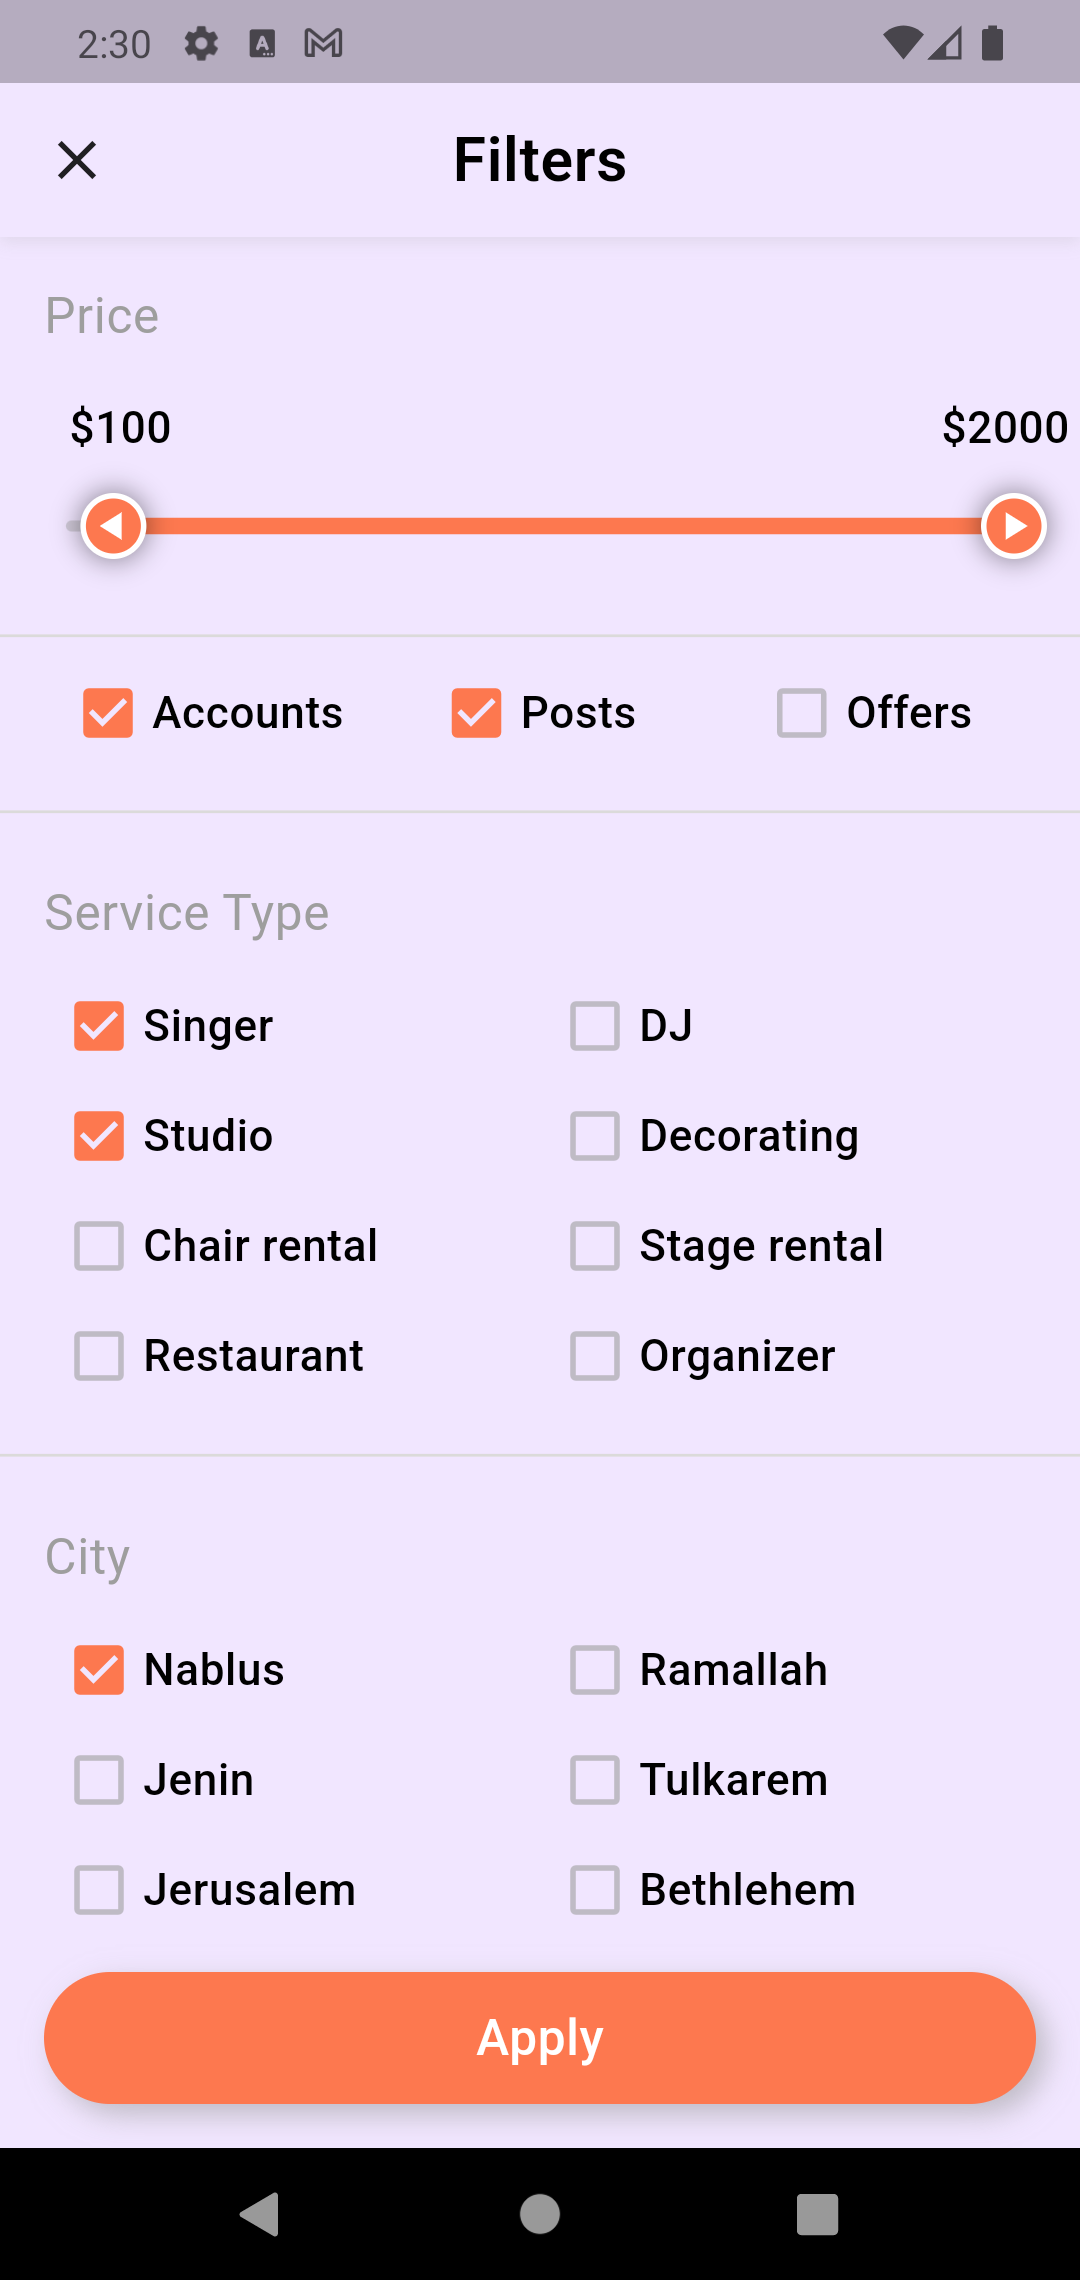 2:30
Filters
Price
$100 $2000
Accounts Posts Offers
Service Type
Singer DJ
Studio Decorating
Chair rental Stage rental
Restaurant Organizer
City
Nablus Ramallah
Jenin Tulkarem
Jerusalem Bethlehem
Apply